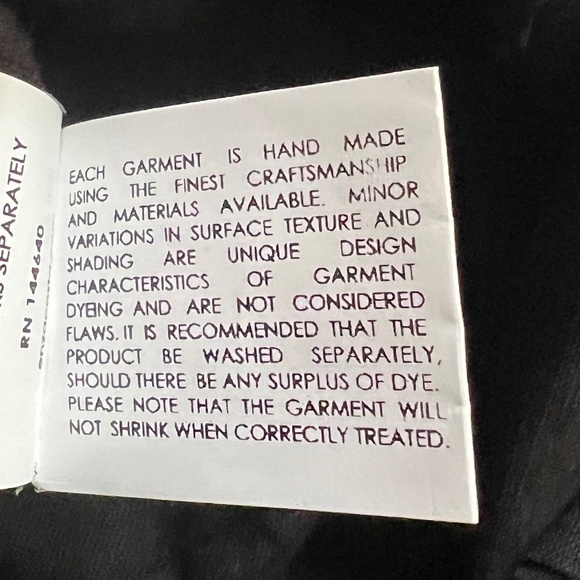 SEPARATELY
RN 144640
EACH GARMENT IS HAND MADE
USING THE FINEST CRAFTSMANSHIP
AND MATERIALS AVAILABLE. MINOR
VARIATIONS IN SURFACE TEXTURE AND
SHADING ARE UNIQUE DESIGN
CHARACTERISTICS OF GARMENT
DYEING AND ARE NOT CONSIDERED
FLAWS. IT IS RECOMMENDED THAT THE
PRODUCT BE WASHED SEPARATELY,
SHOULD THERE BE ANY SURPLUS OF DYE.
PLEASE NOTE THAT THE GARMENT WILL
NOT SHRINK WHEN CORRECTLY TREATED.